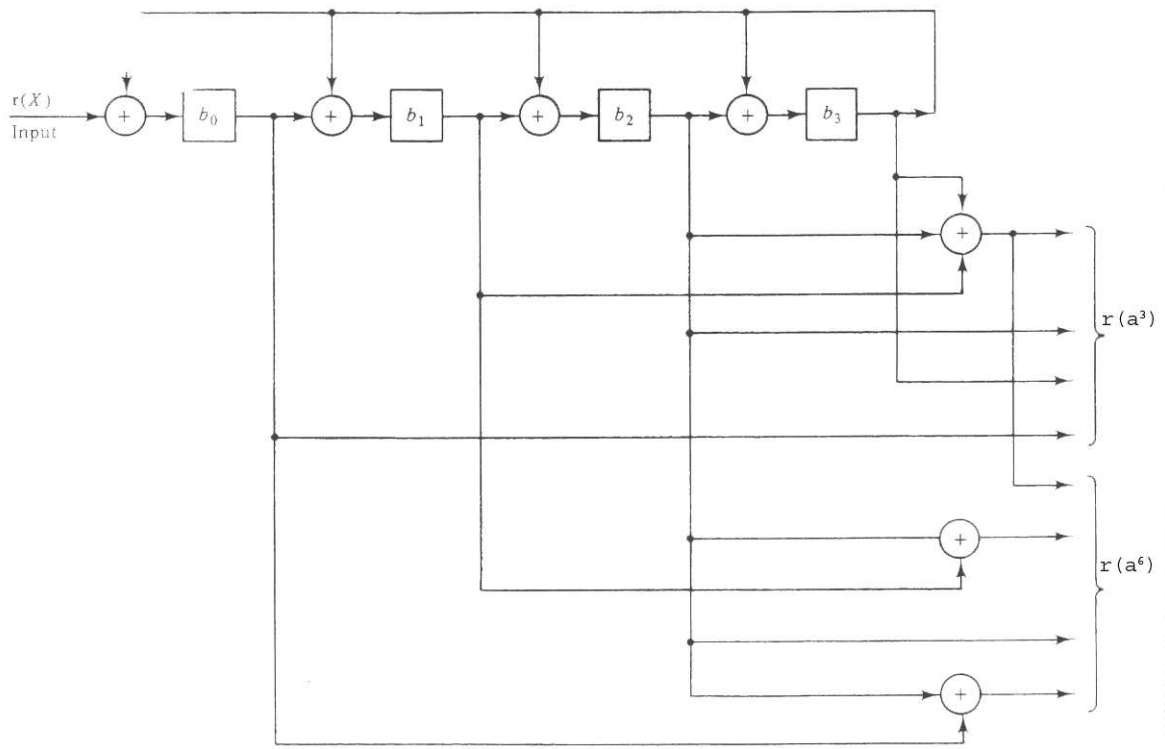 r(X)
Input
+
b₀
+
b₁
+
b₂
+
b₃
+
r(a³)
+
r(a⁶)
+